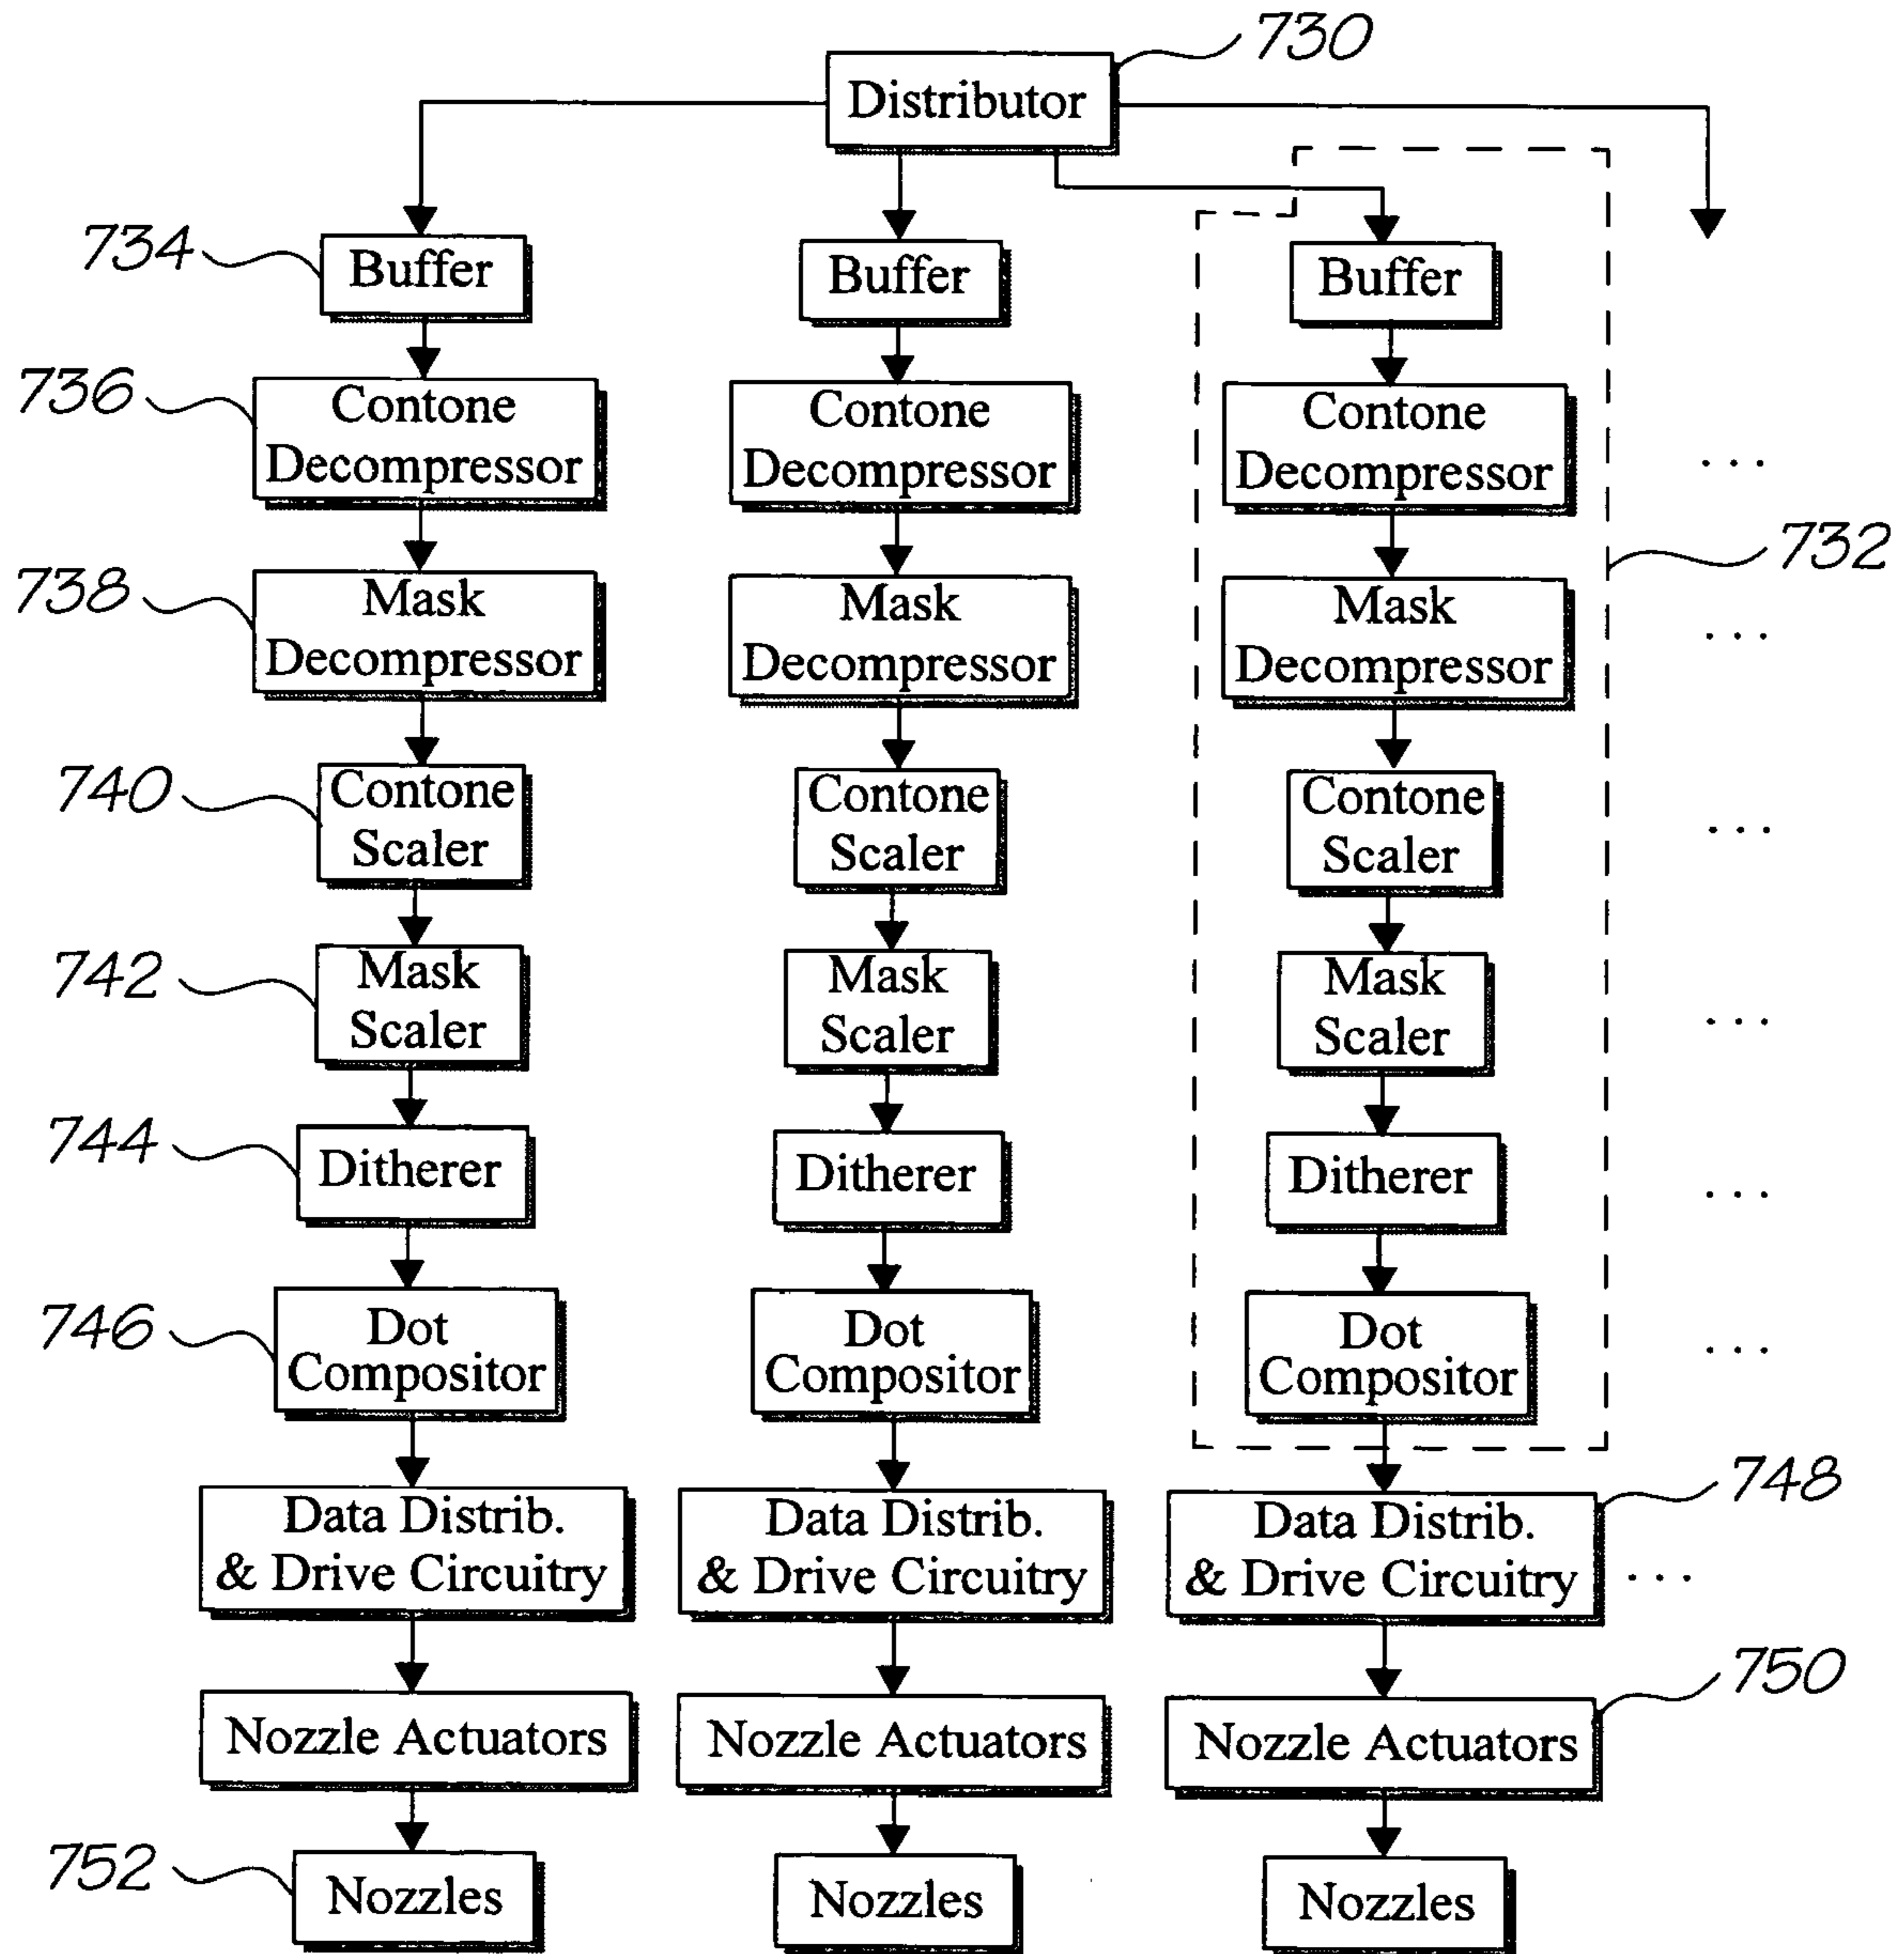 730
Distributor
734
Buffer
Buffer
Buffer
736
Contone
Decompressor
Contone
Decompressor
Contone
Decompressor
...
732
738
Mask
Decompressor
Mask
Decompressor
Mask
Decompressor
...
740
Contone
Scaler
Contone
Scaler
Contone
Scaler
...
742
Mask
Scaler
Mask
Scaler
Mask
Scaler
...
744
Ditherer
Ditherer
Ditherer
...
746
Dot
Compositor
Dot
Compositor
Dot
Compositor
...
748
Data Distrib.
& Drive Circuitry
Data Distrib.
& Drive Circuitry
Data Distrib.
& Drive Circuitry
...
750
Nozzle Actuators
Nozzle Actuators
Nozzle Actuators
752
Nozzles
Nozzles
Nozzles